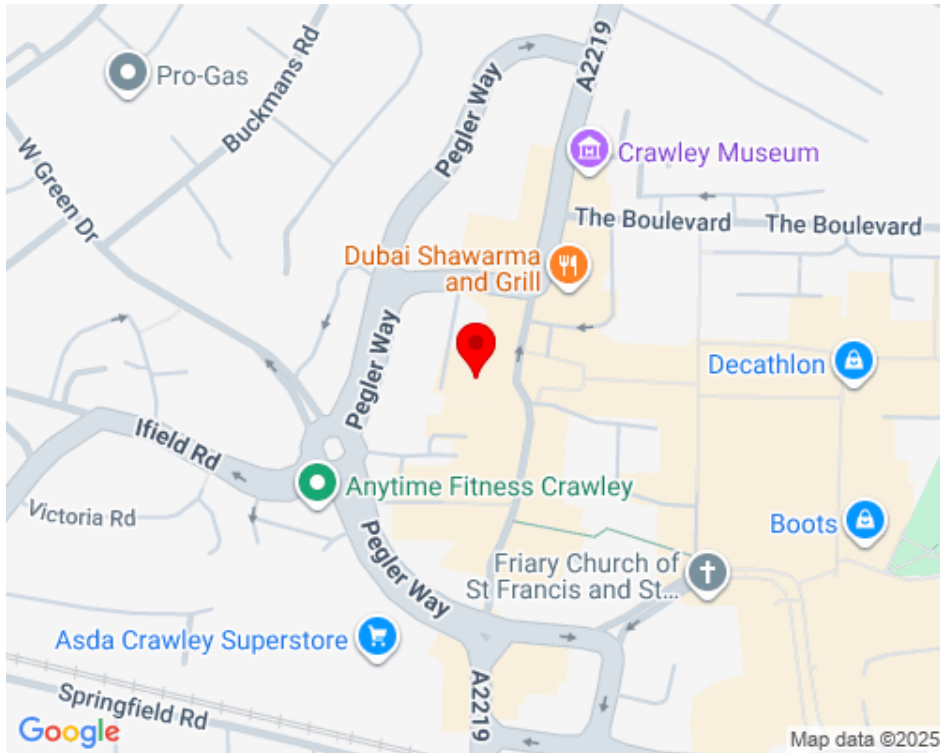 A2219
Pro-Gas
Buckmans Rd
Pegler Way
Crawley Museum
W Green Dr
The Boulevard
The Boulevard
Dubai Shawarma
and Grill
Pegler Way
Decathlon
Ifield Rd
Anytime Fitness Crawley
Victoria Rd
Boots
Pegler Way
Friary Church of
St Francis and St...
Asda Crawley Superstore
A2219
Springfield Rd
Google
Map data ©2025